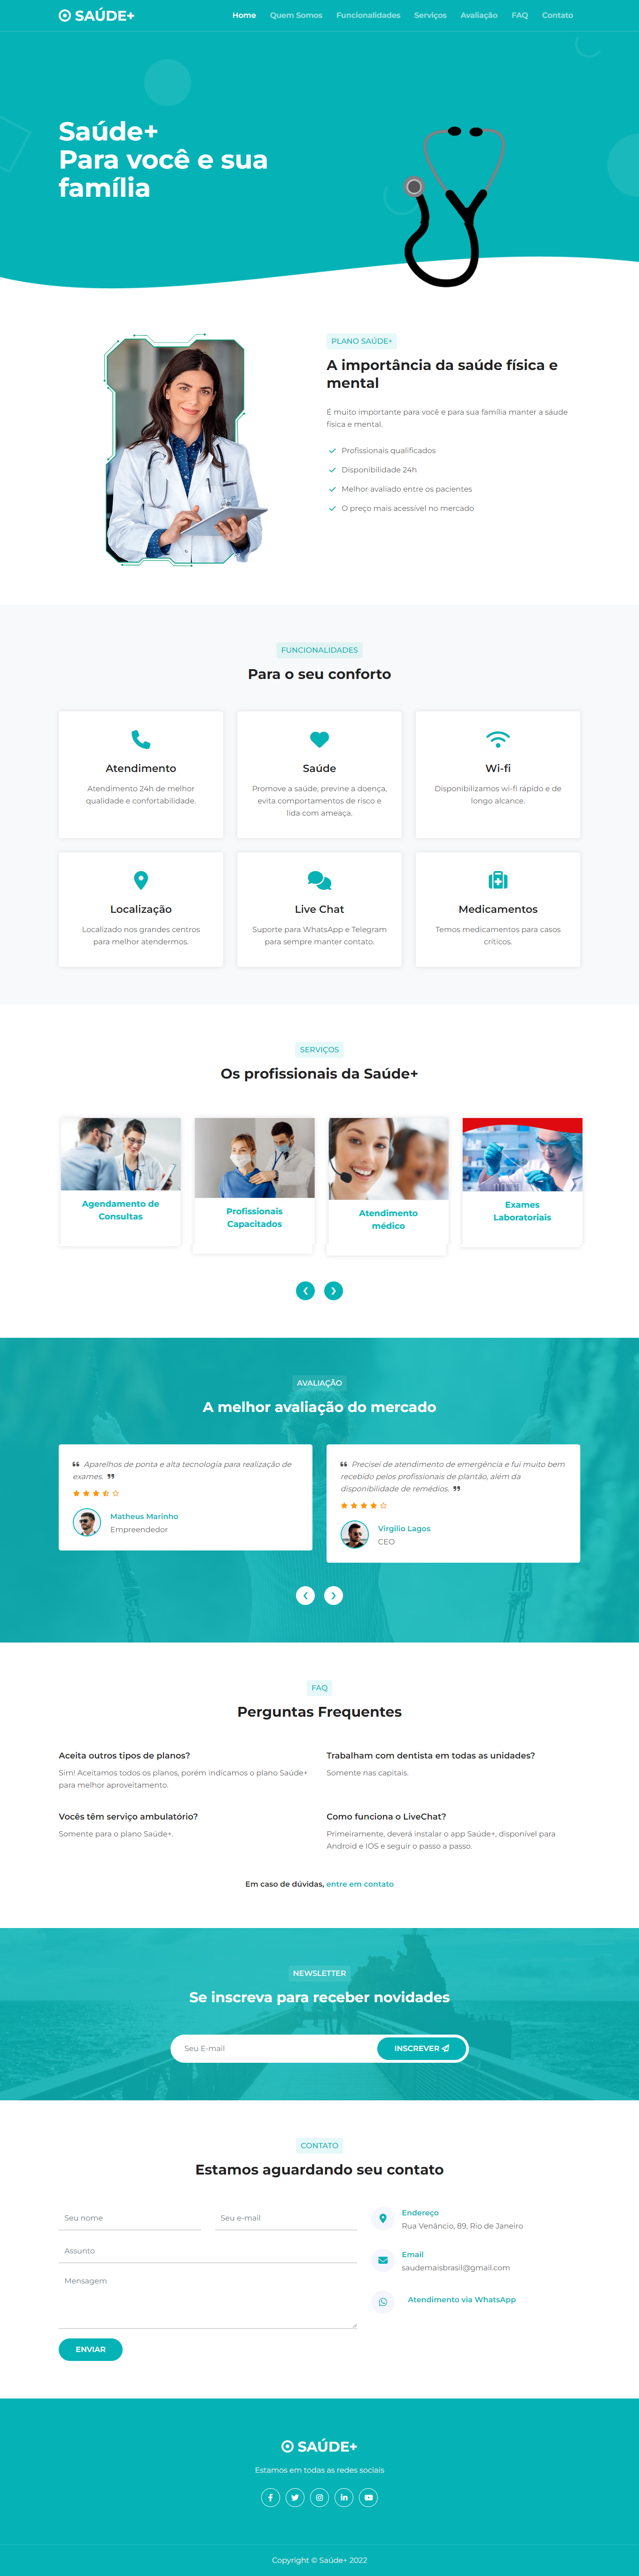 SAÚDE+
Home Quem Somos Funcionalidades Serviços Avaliação FAQ Contato
Saúde+
Para você e sua
família
PLANO SAÚDE+
A importância da saúde física e
mental
É muito importante para você e para sua família manter a sáude
física e mental.
Profissionais qualificados
Disponibilidade 24h
Melhor avaliado entre os pacientes
O preço mais acessível no mercado
FUNCIONALIDADES
Para o seu conforto
Atendimento
Atendimento 24h de melhor
qualidade e confortabilidade.
Saúde
Promove a saúde, previne a doença,
evita comportamentos de risco e
lida com ameaça.
Wi-fi
Disponibilizamos wi-fi rápido e de
longo alcance.
Localização
Localizado nos grandes centros
para melhor atendermos.
Live Chat
Suporte para WhatsApp e Telegram
para sempre manter contato.
Medicamentos
Temos medicamentos para casos
críticos.
SERVIÇOS
Os profissionais da Saúde+
Agendamento de
Consultas
Profissionais
Capacitados
Atendimento
médico
Exames
Laboratoriais
AVALIAÇÃO
A melhor avaliação do mercado
❝ Aparelhos de ponta e alta tecnologia para realização de
exames. ❞
Matheus Marinho
Empreendedor
❝ Precisei de atendimento de emergência e fui muito bem
recebido pelos profissionais de plantão, além da
disponibilidade de remédios. ❞
Virgilio Lagos
CEO
FAQ
Perguntas Frequentes
Aceita outros tipos de planos?
Sim! Aceitamos todos os planos, porém indicamos o plano Saúde+
para melhor aproveitamento.
Trabalham com dentista em todas as unidades?
Somente nas capitais.
Vocês têm serviço ambulatório?
Somente para o plano Saúde+.
Como funciona o LiveChat?
Primeiramente, deverá instalar o app Saúde+, disponível para
Android e IOS e seguir o passo a passo.
Em caso de dúvidas, entre em contato
NEWSLETTER
Se inscreva para receber novidades
Seu E-mail
INSCREVER
CONTATO
Estamos aguardando seu contato
Seu nome
Seu e-mail
Assunto
Mensagem
ENVIAR
Endereço
Rua Venâncio, 89, Rio de Janeiro
Email
saudemaisbrasil@gmail.com
Atendimento via WhatsApp
SAÚDE+
Estamos em todas as redes sociais
Copyright © Saúde+ 2022